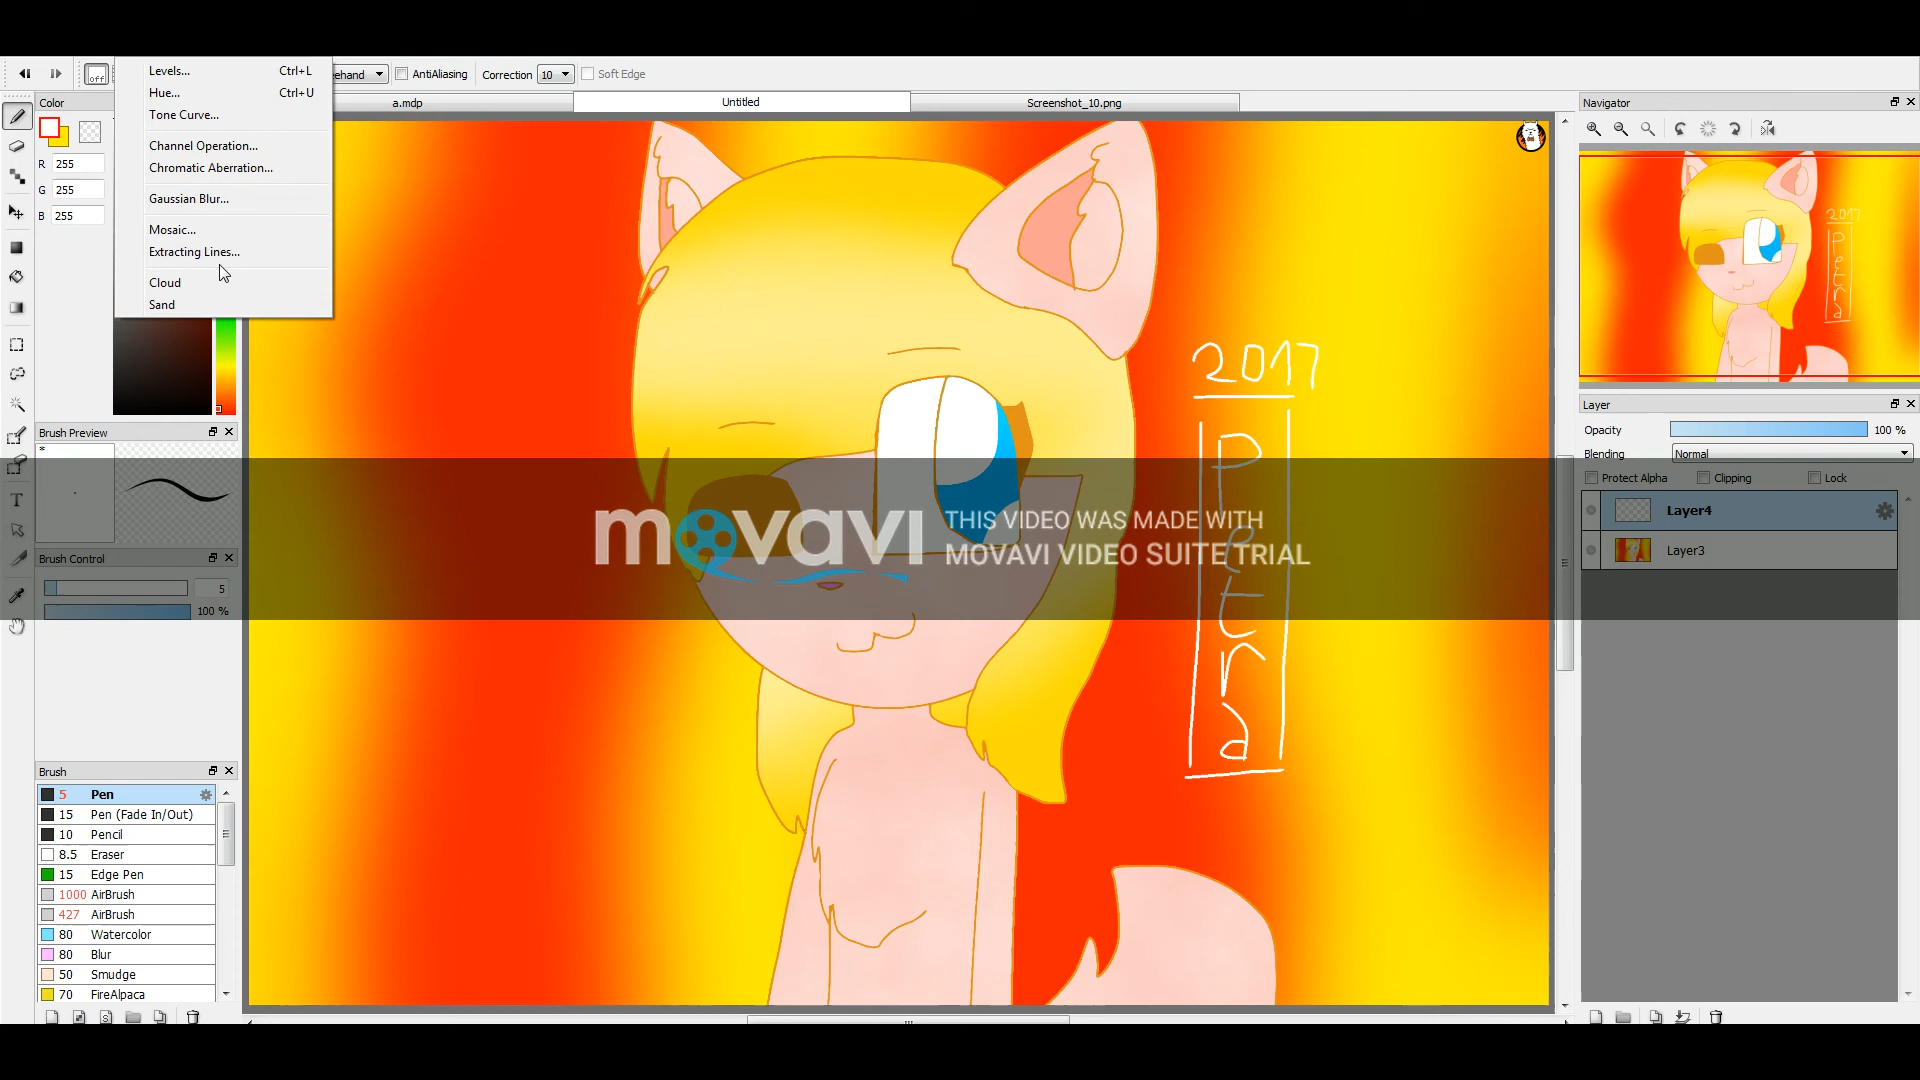 Levels... Ctrl+L
Hue... Ctrl+U
Tone Curve...
Channel Operation...
Chromatic Aberration...
Gaussian Blur...
Mosaic...
Extracting Lines...
Cloud
Sand
off
ehand
AntiAliasing
Correction 10
Soft Edge
a.mdp
Untitled
Screenshot_10.png
Color
R 255
G 255
B 255
Brush Preview
*
Brush Control
5
100 %
Brush
5 Pen
15 Pen (Fade In/Out)
10 Pencil
8.5 Eraser
15 Edge Pen
1000 AirBrush
427 AirBrush
80 Watercolor
80 Blur
50 Smudge
70 FireAlpaca
2017
Petra
movavi
THIS VIDEO WAS MADE WITH
MOVAVI VIDEO SUITE TRIAL
Navigator
2017
Petra
Layer
Opacity 100 %
Blending Normal
Protect Alpha Clipping Lock
Layer4
Layer3